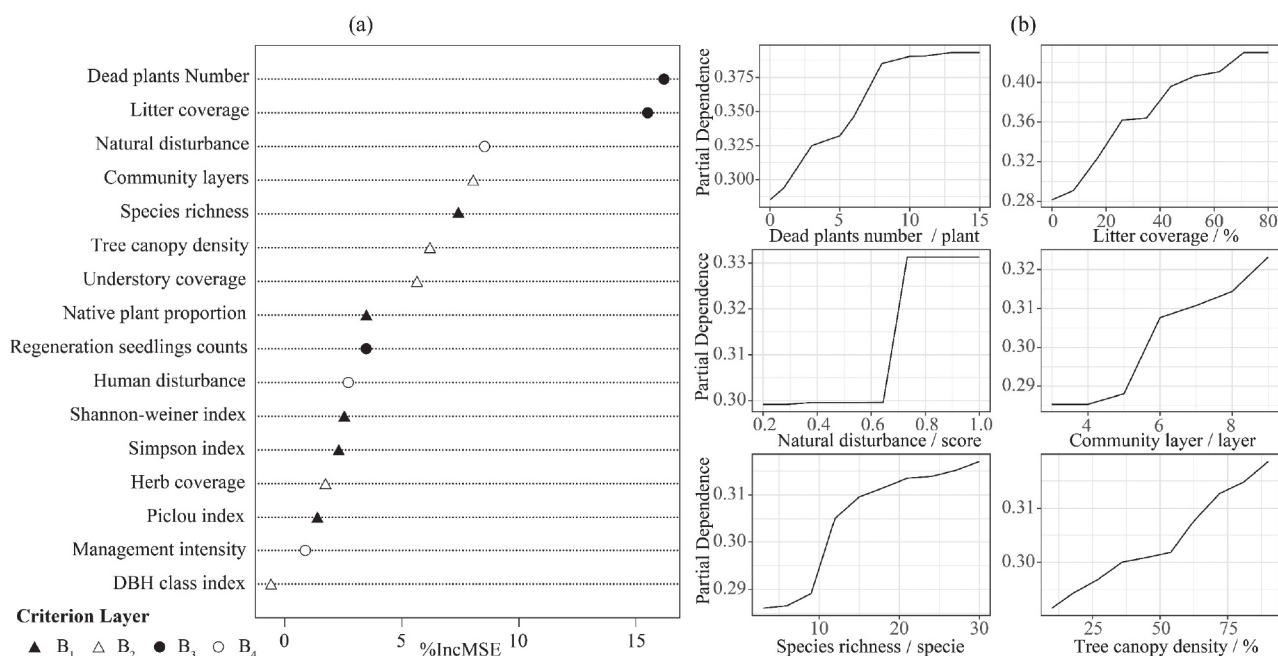 (a)
Dead plants Number
Litter coverage
Natural disturbance
Community layers
Species richness
Tree canopy density
Understory coverage
Native plant proportion
Regeneration seedlings counts
Human disturbance
Shannon-weiner index
Simpson index
Herb coverage
Piclou index
Management intensity
DBH class index
Criterion Layer
B1 B2 B3 B4
0 5 10 15
%IncMSE
(b)
Partial Dependence
0.375
0.350
0.325
0.300
0 5 10 15
Dead plants number / plant
0.40
0.36
0.32
0.28
0 20 40 60 80
Litter coverage / %
Partial Dependence
0.33
0.32
0.31
0.30
0.2 0.4 0.6 0.8 1.0
Natural disturbance / score
0.32
0.31
0.30
0.29
4 6 8
Community layer / layer
Partial Dependence
0.31
0.30
0.29
10 20 30
Species richness / specie
0.31
0.30
25 50 75
Tree canopy density / %